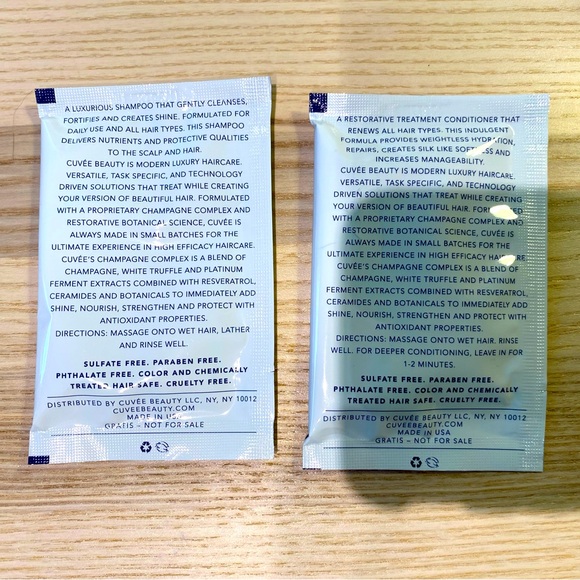 A LUXURIOUS SHAMPOO THAT GENTLY CLEANSES,
FORTIFIES AND CREATES SHINE. FORMULATED FOR
DAILY USE AND ALL HAIR TYPES. THIS SHAMPOO
DELIVERS NUTRIENTS AND PROTECTIVE QUALITIES
TO THE SCALP AND HAIR.
CUVÉE BEAUTY IS MODERN LUXURY HAIRCARE.
VERSATILE, TASK SPECIFIC, AND TECHNOLOGY
DRIVEN SOLUTIONS THAT TREAT WHILE CREATING
YOUR VERSION OF BEAUTIFUL HAIR. FORMULATED
WITH A PROPRIETARY CHAMPAGNE COMPLEX AND
RESTORATIVE BOTANICAL SCIENCE, CUVÉE IS
ALWAYS MADE IN SMALL BATCHES FOR THE
ULTIMATE EXPERIENCE IN HIGH EFFICACY HAIRCARE.
CUVÉE'S CHAMPAGNE COMPLEX IS A BLEND OF
CHAMPAGNE, WHITE TRUFFLE AND PLATINUM
FERMENT EXTRACTS COMBINED WITH RESVERATROL,
CERAMIDES AND BOTANICALS TO IMMEDIATELY ADD
SHINE, NOURISH, STRENGTHEN AND PROTECT WITH
ANTIOXIDANT PROPERTIES.
DIRECTIONS: MASSAGE ONTO WET HAIR, LATHER
AND RINSE WELL.
SULFATE FREE. PARABEN FREE.
PHTHALATE FREE. COLOR AND CHEMICALLY
TREATED HAIR SAFE. CRUELTY FREE.
DISTRIBUTED BY CUVÉE BEAUTY LLC, NY, NY 10012
CUVEEBEAUTY.COM
MADE IN USA
GRATIS – NOT FOR SALE
A RESTORATIVE TREATMENT CONDITIONER THAT
RENEWS ALL HAIR TYPES. THIS INDULGENT
FORMULA PROVIDES WEIGHTLESS HYDRATION,
REPAIRS, CREATES SILK LIKE SOFTNESS AND
INCREASES MANAGEABILITY.
CUVÉE BEAUTY IS MODERN LUXURY HAIRCARE.
VERSATILE, TASK SPECIFIC, AND TECHNOLOGY
DRIVEN SOLUTIONS THAT TREAT WHILE CREATING
YOUR VERSION OF BEAUTIFUL HAIR. FORMULATED
WITH A PROPRIETARY CHAMPAGNE COMPLEX AND
RESTORATIVE BOTANICAL SCIENCE, CUVÉE IS
ALWAYS MADE IN SMALL BATCHES FOR THE
ULTIMATE EXPERIENCE IN HIGH EFFICACY HAIRCARE.
CUVÉE'S CHAMPAGNE COMPLEX IS A BLEND OF
CHAMPAGNE, WHITE TRUFFLE AND PLATINUM
FERMENT EXTRACTS COMBINED WITH RESVERATROL,
CERAMIDES AND BOTANICALS TO IMMEDIATELY ADD
SHINE, NOURISH, STRENGTHEN AND PROTECT WITH
ANTIOXIDANT PROPERTIES.
DIRECTIONS: MASSAGE ONTO WET HAIR. RINSE
WELL. FOR DEEPER CONDITIONING, LEAVE IN FOR
1-2 MINUTES.
SULFATE FREE. PARABEN FREE.
PHTHALATE FREE. COLOR AND CHEMICALLY
TREATED HAIR SAFE. CRUELTY FREE.
DISTRIBUTED BY CUVÉE BEAUTY LLC, NY, NY 10012
CUVEEBEAUTY.COM
MADE IN USA
GRATIS – NOT FOR SALE